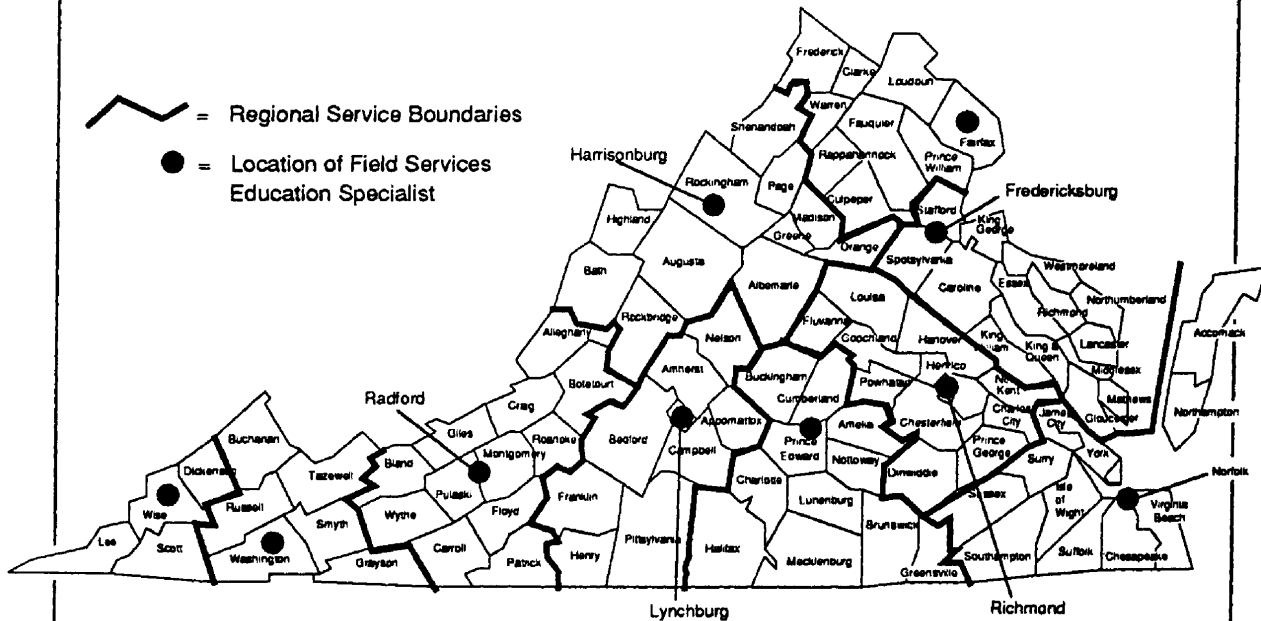 = Regional Service Boundaries
= Location of Field Services
Education Specialist
Harrisonburg
Fredericksburg
Radford
Lynchburg
Richmond
Norfolk
Frederick
Clarke
Loudoun
Warren
Shenandoah
Fauquier
Fairfax
Rappahannock
Prince
William
Rockingham
Page
Culpeper
Stafford
King
George
Highland
Madison
Greene
Orange
Spotsylvania
Augusta
Westmoreland
Bath
Albemarle
Caroline
Essex
Louisa
Richmond
Northumberland
Rockbridge
Fluvanna
Goochland
Hanover
King
William
King &
Queen
Lancaster
Accomack
Alleghany
Nelson
Middlesex
Botetourt
Amherst
Buckingham
Cumberland
Powhatan
Henrico
New
Kent
Mathews
Gloucester
Northampton
Craig
Appomattox
Amelia
Chesterfield
Charles
City
James
City
Giles
Roanoke
Bedford
Campbell
Prince
Edward
Nottoway
Prince
George
York
Buchanan
Montgomery
Dickenson
Tazewell
Bland
Pulaski
Charlotte
Lunenburg
Dinwiddie
Surry
Wise
Russell
Wythe
Floyd
Franklin
Sussex
Isle
of
Wight
Virginia
Beach
Lee
Scott
Washington
Smyth
Grayson
Carroll
Patrick
Henry
Pittsylvania
Halifax
Mecklenburg
Brunswick
Greensville
Southampton
Suffolk
Chesapeake